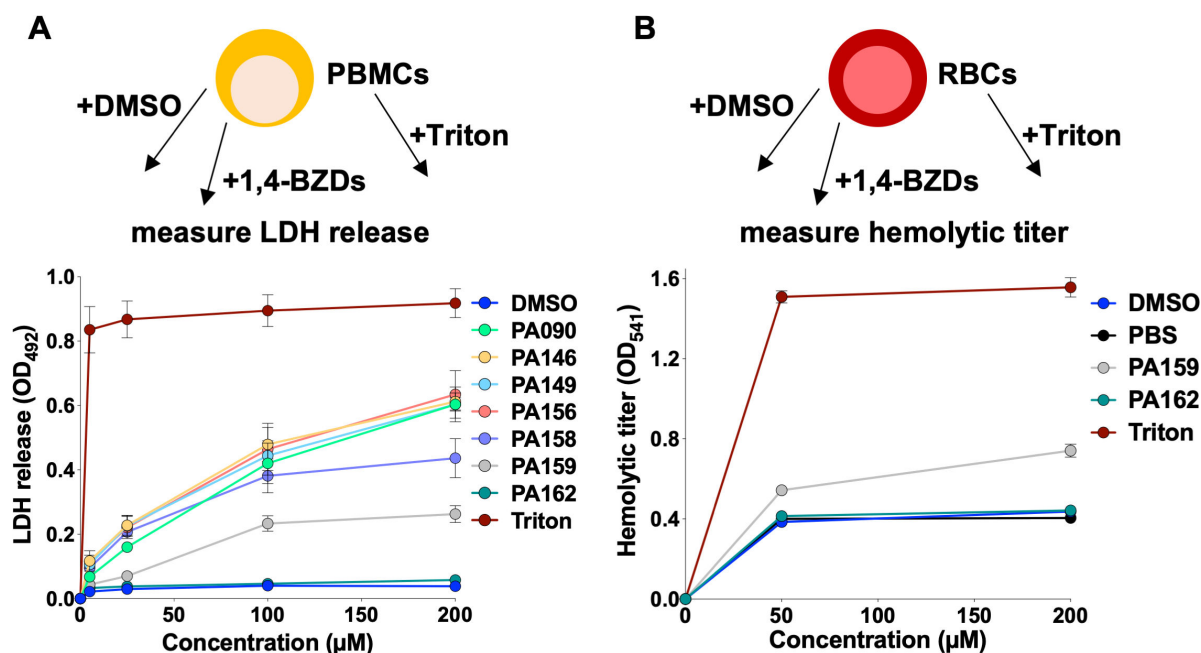 A
PBMCs
+DMSO
+Triton
+1,4-BZDs
measure LDH release
LDH release (OD492)
1.0
0.8
0.6
0.4
0.2
0.0
0
50
100
150
200
Concentration (µM)
DMSO
PA090
PA146
PA149
PA156
PA158
PA159
PA162
Triton
B
RBCs
+DMSO
+Triton
+1,4-BZDs
measure hemolytic titer
Hemolytic titer (OD541)
1.6
1.2
0.8
0.4
0.0
0
50
100
150
200
Concentration (µM)
DMSO
PBS
PA159
PA162
Triton